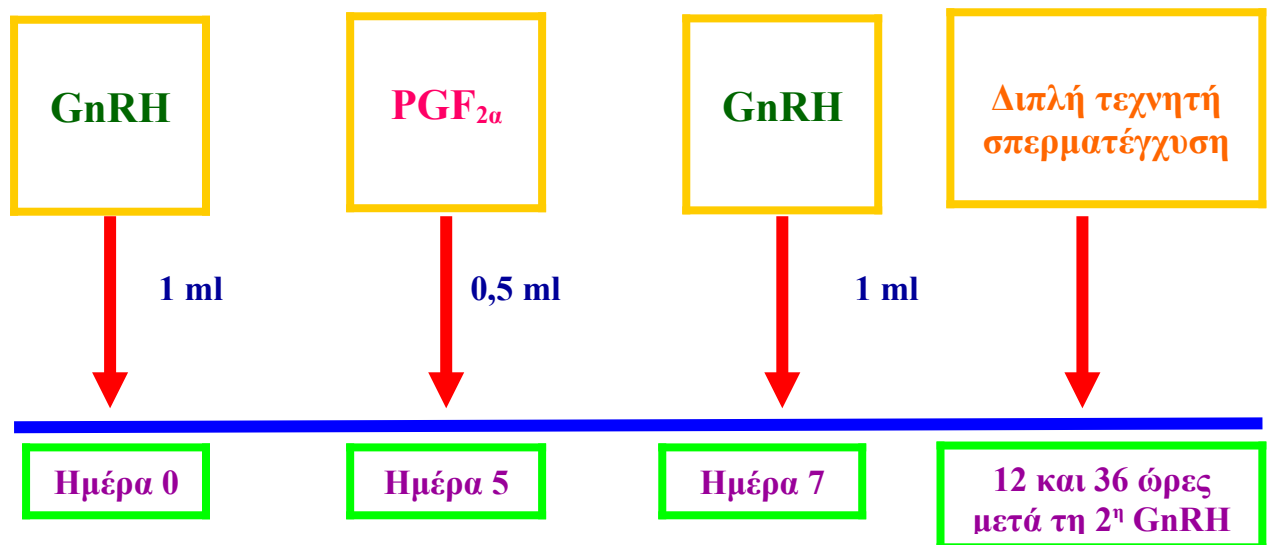 GnRH
PGF2α
GnRH
Διπλή τεχνητή
σπερματέγχυση
1 ml
0,5 ml
1 ml
Ημέρα 0
Ημέρα 5
Ημέρα 7
12 και 36 ώρες
μετά τη 2η GnRH